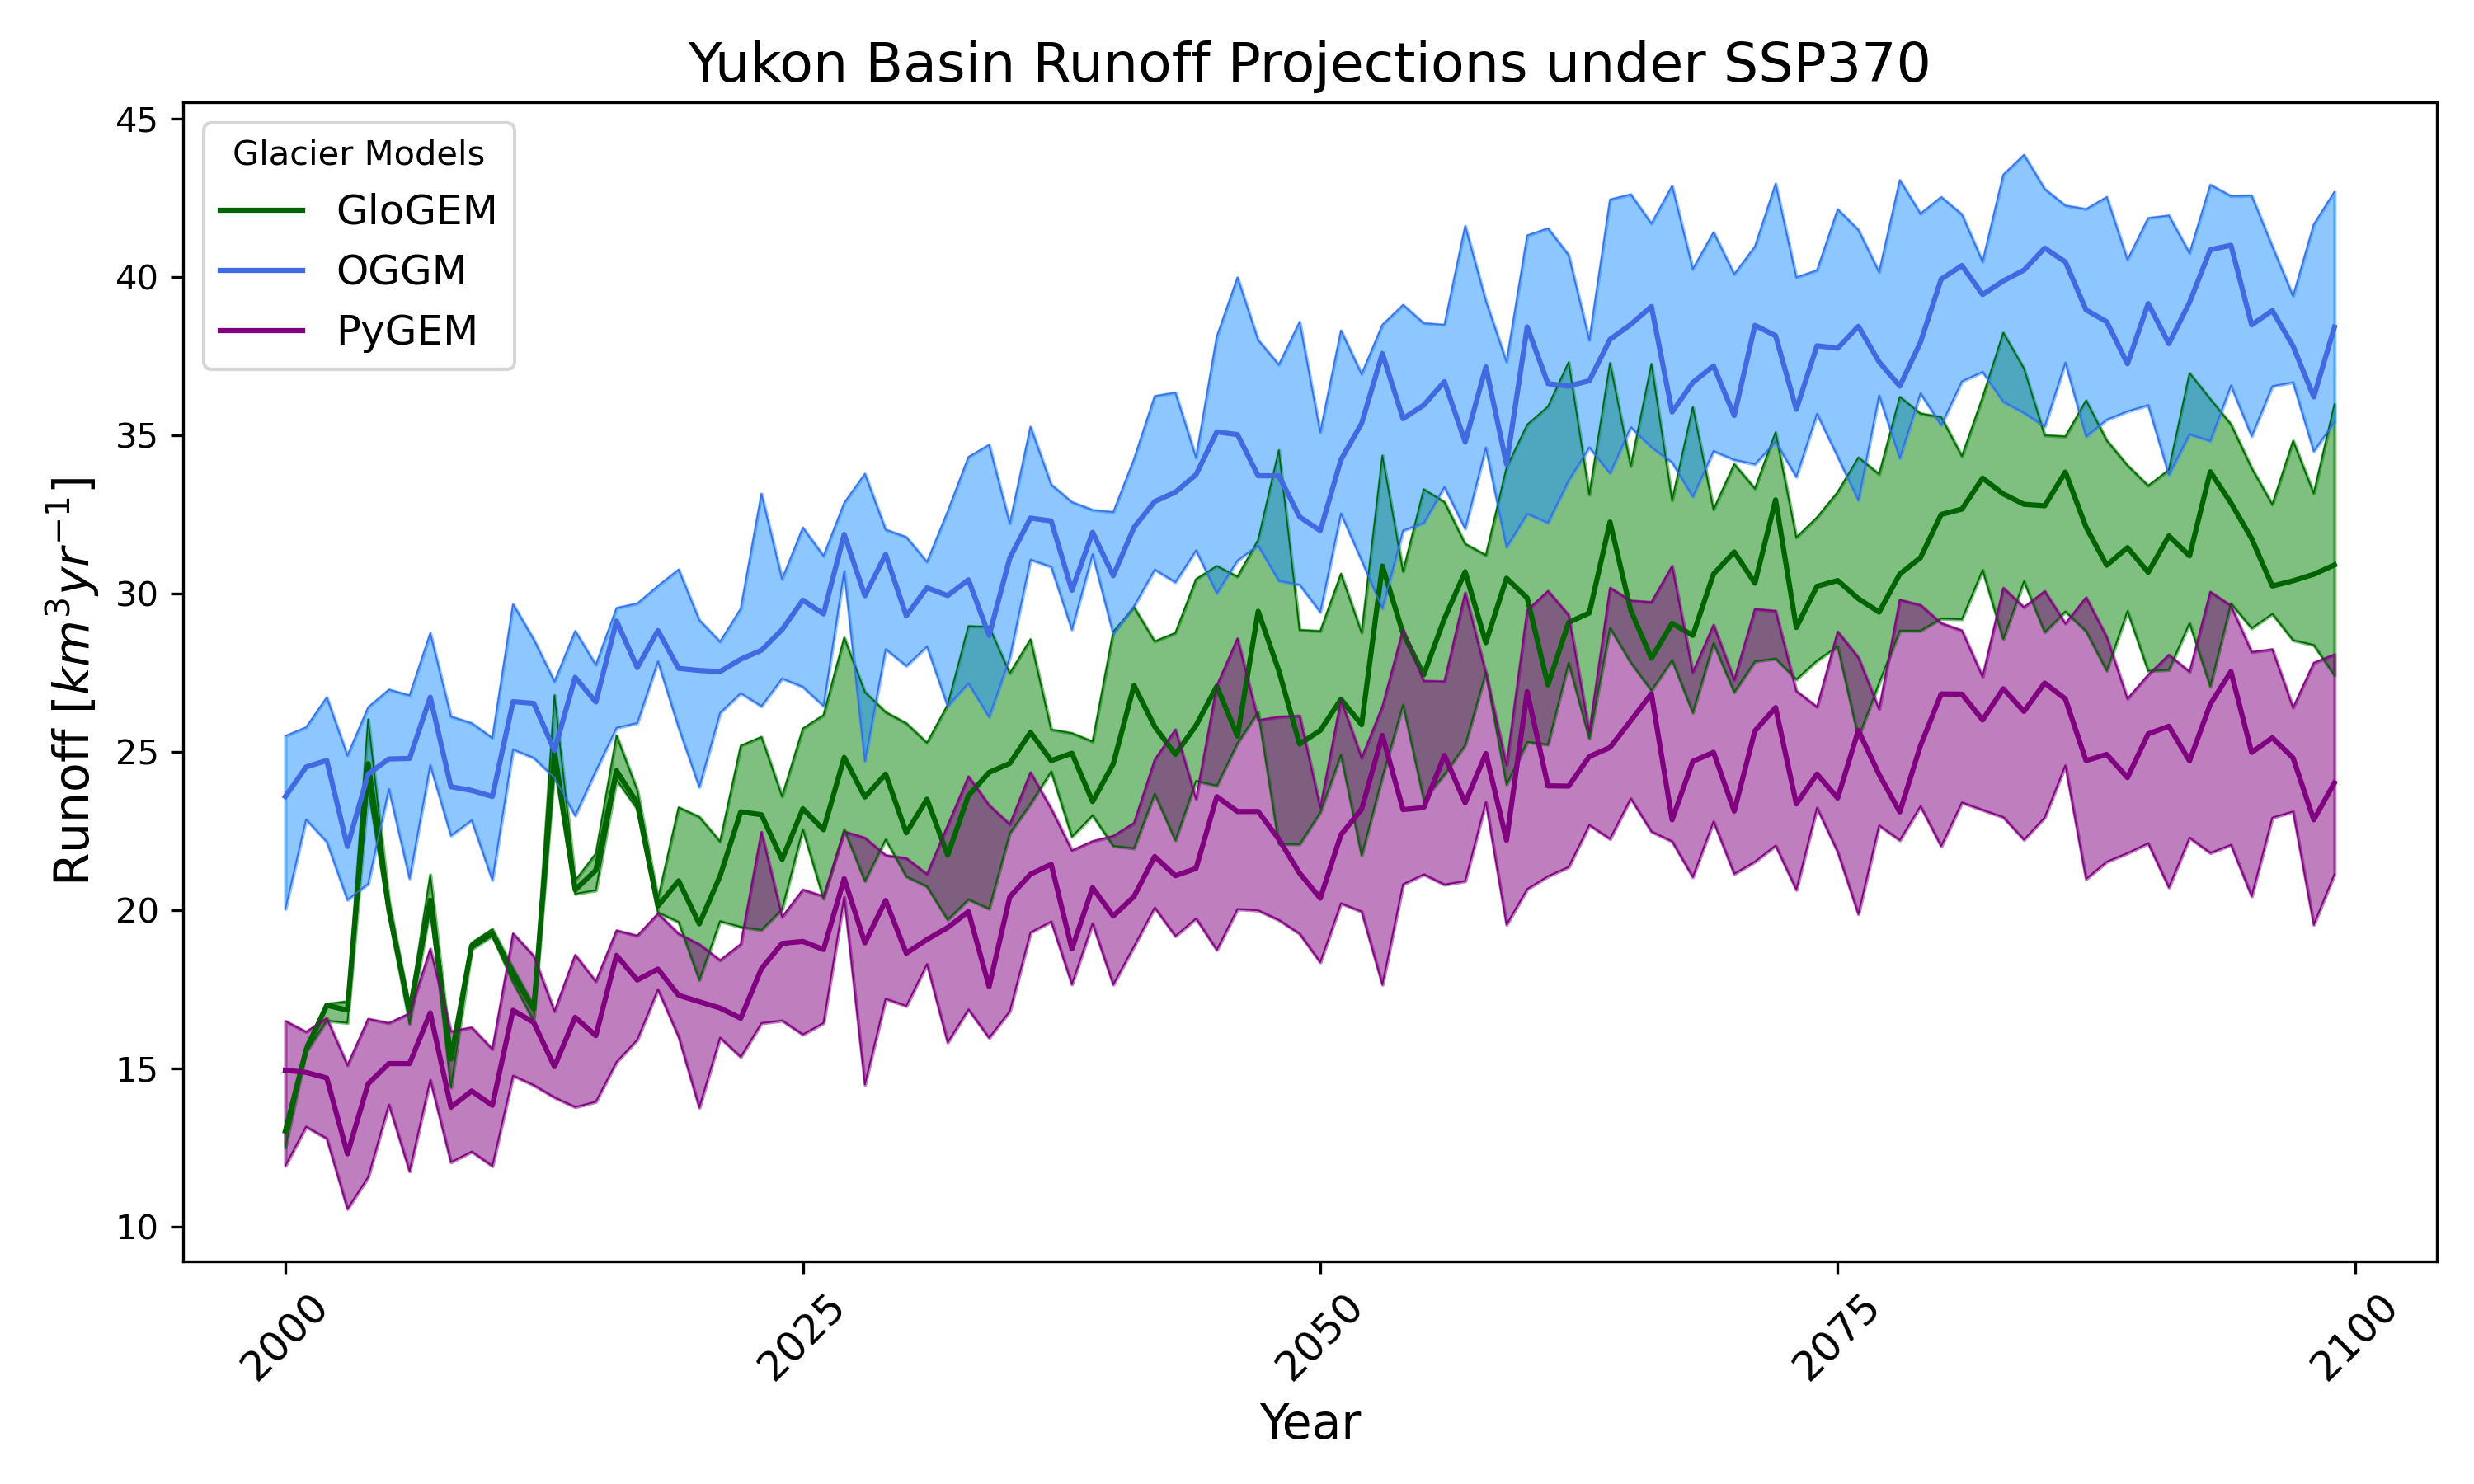 Yukon Basin Runoff Projections under SSP370
Glacier Models
GloGEM
OGGM
PyGEM
Runoff [km³yr⁻¹]
45
40
35
30
25
20
15
10
2000
2025
2050
2075
2100
Year